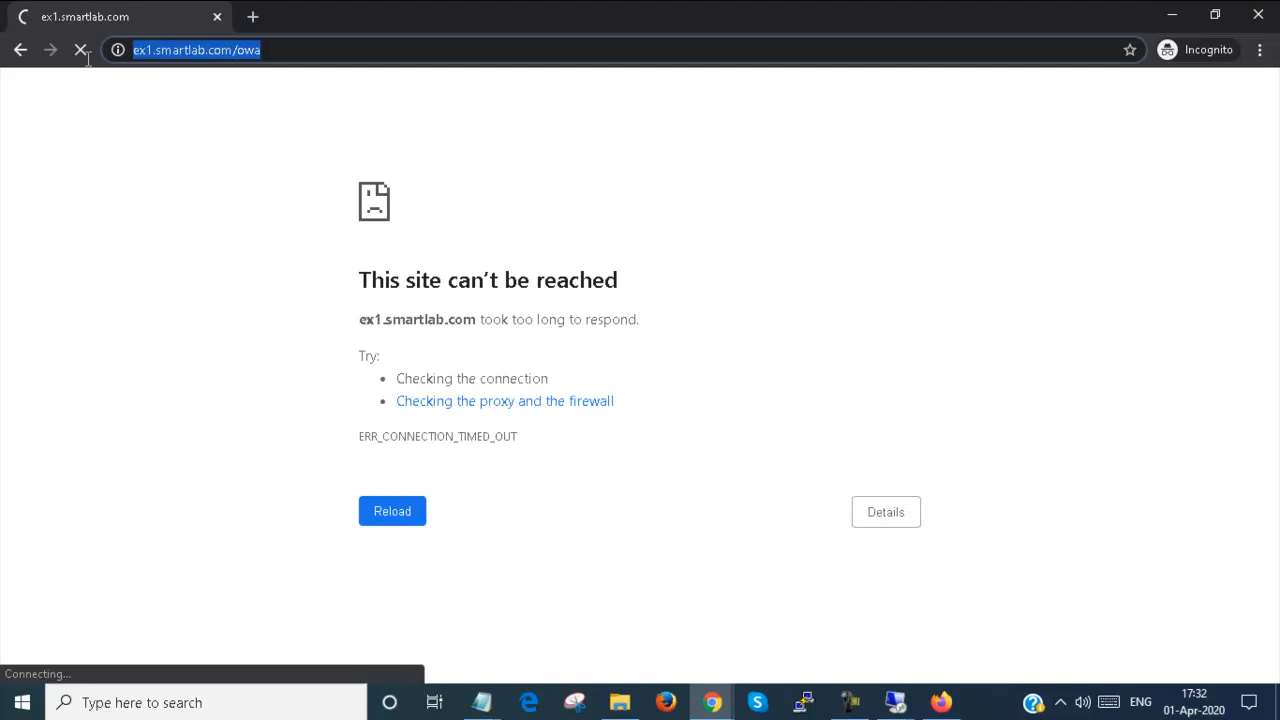 ex1.smartlab.com
ex1.smartlab.com/owa
Incognito
This site can't be reached
ex1.smartlab.com took too long to respond.
Try:
• Checking the connection
• Checking the proxy and the firewall
ERR_CONNECTION_TIMED_OUT
Reload
Details
Connecting...
Type here to search
ENG
17:32
01-Apr-2020